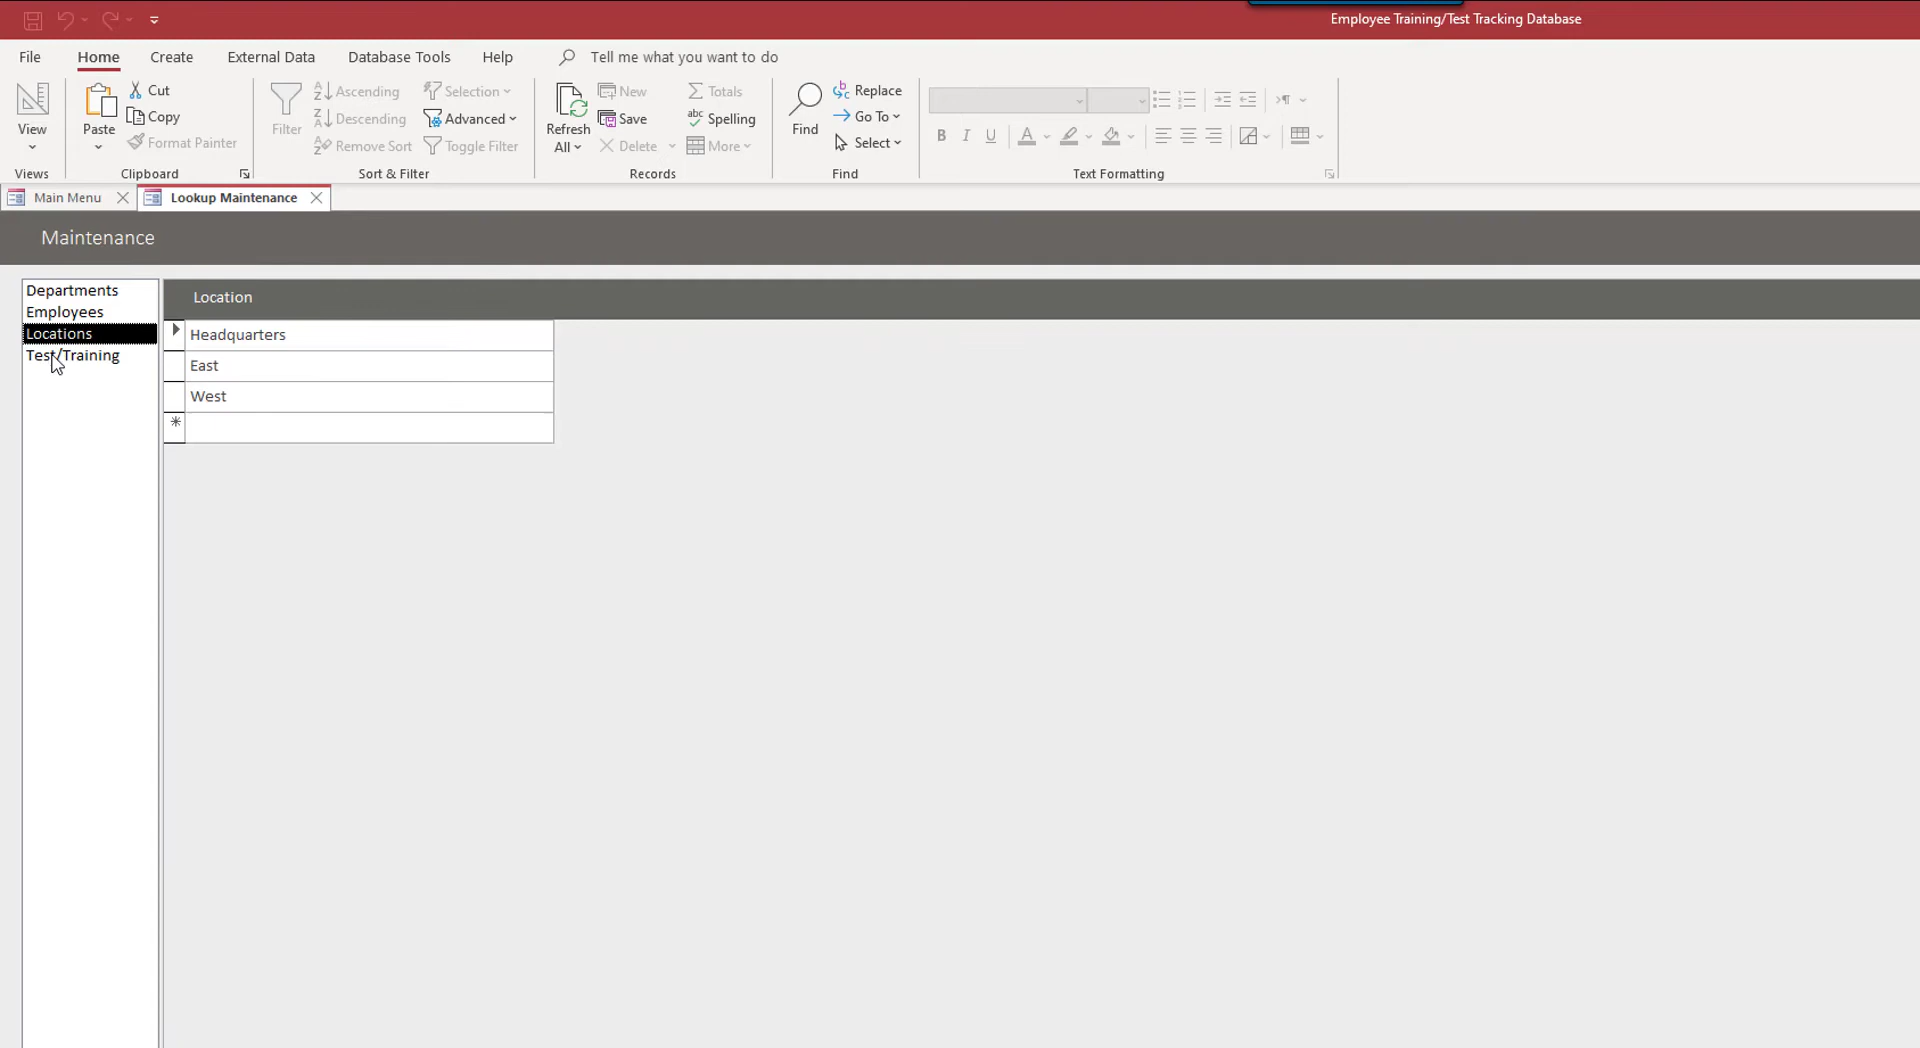 Employee Training/Test Tracking Database
File Home Create External Data Database Tools Help Tell me what you want to do
View
Views
Paste
Cut
Copy
Format Painter
Clipboard
Filter
Ascending
Descending
Remove Sort
Selection
Advanced
Toggle Filter
Sort & Filter
Refresh
All
New
Save
Delete
Totals
Spelling
More
Records
Find
Replace
Go To
Select
Find
B I U
Text Formatting
Main Menu
Lookup Maintenance
Maintenance
Departments
Employees
Locations
Test/Training
Location
Headquarters
East
West